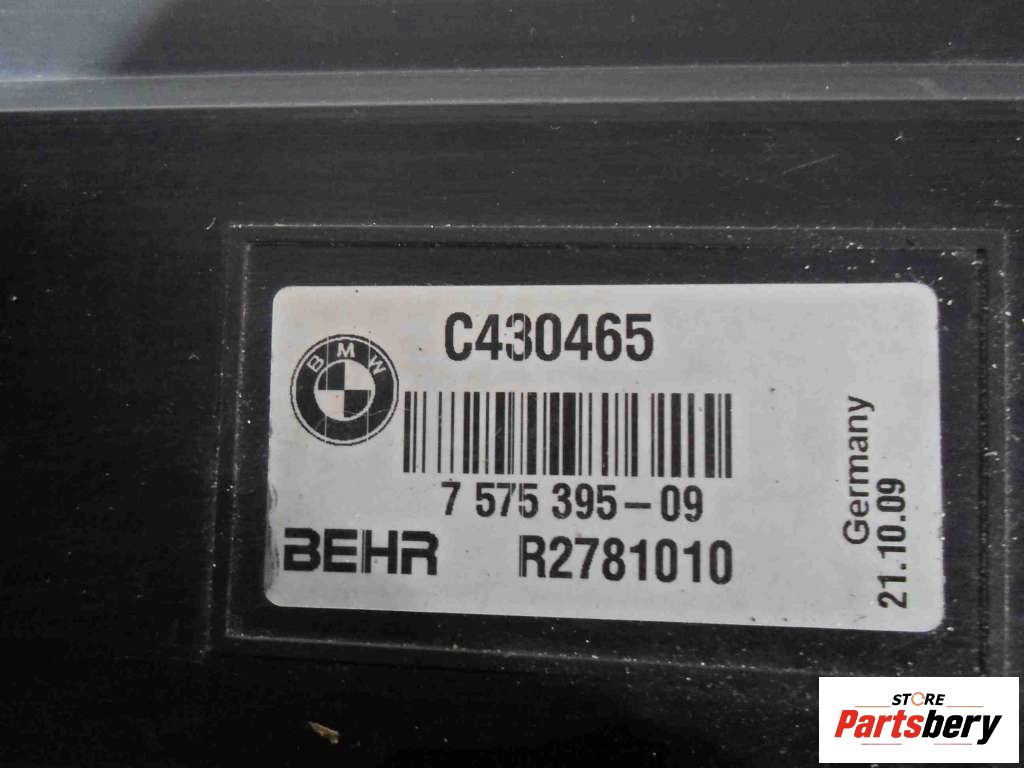 C430465
BMW
7 575 395-09
BEHR R2781010
Germany
21.10.09
STORE
Partsbery